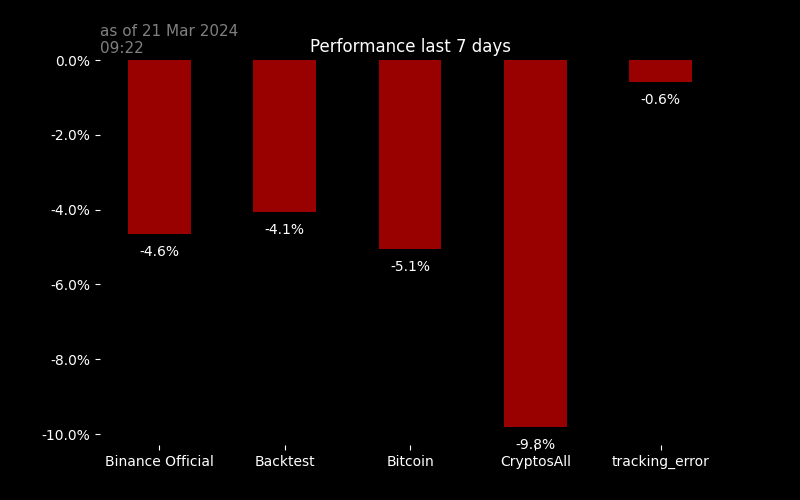 as of 21 Mar 2024
09:22
Performance last 7 days
0.0%
-2.0%
-4.0%
-6.0%
-8.0%
-10.0%
-4.6%
-4.1%
-5.1%
-9.8%
-0.6%
Binance Official
Backtest
Bitcoin
CryptosAll
tracking_error